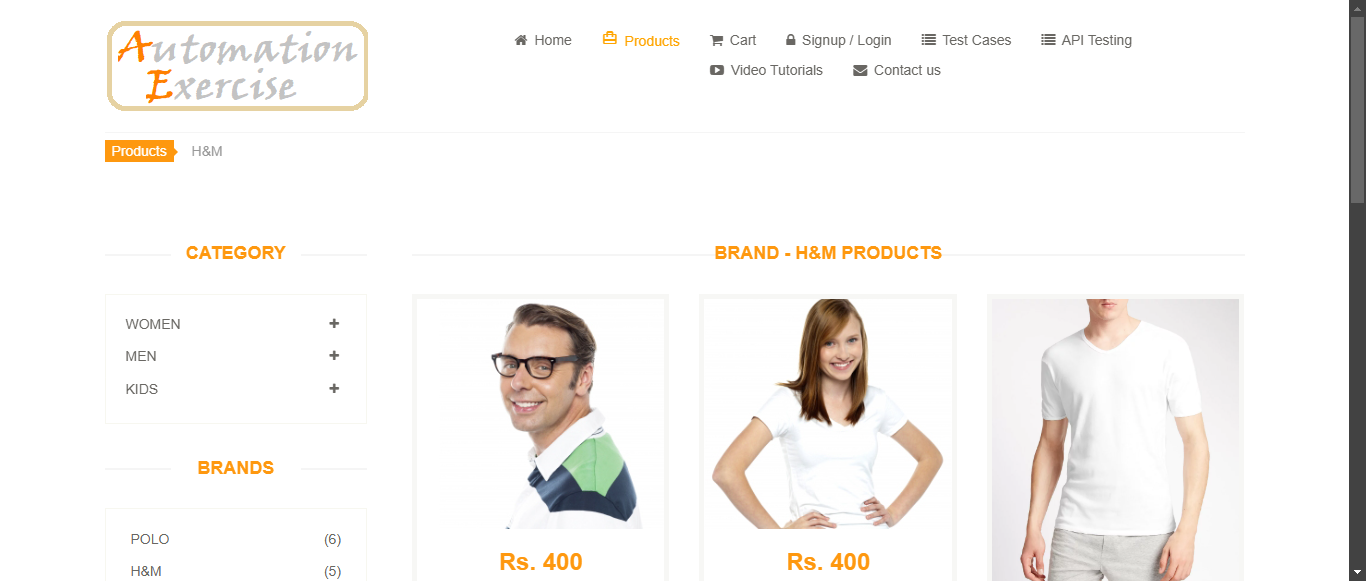 Automation
Exercise
Home Products Cart Signup / Login Test Cases API Testing
Video Tutorials Contact us
Products H&M
CATEGORY
WOMEN
MEN
KIDS
BRANDS
POLO (6)
H&M (5)
BRAND - H&M PRODUCTS
Rs. 400 Rs. 400